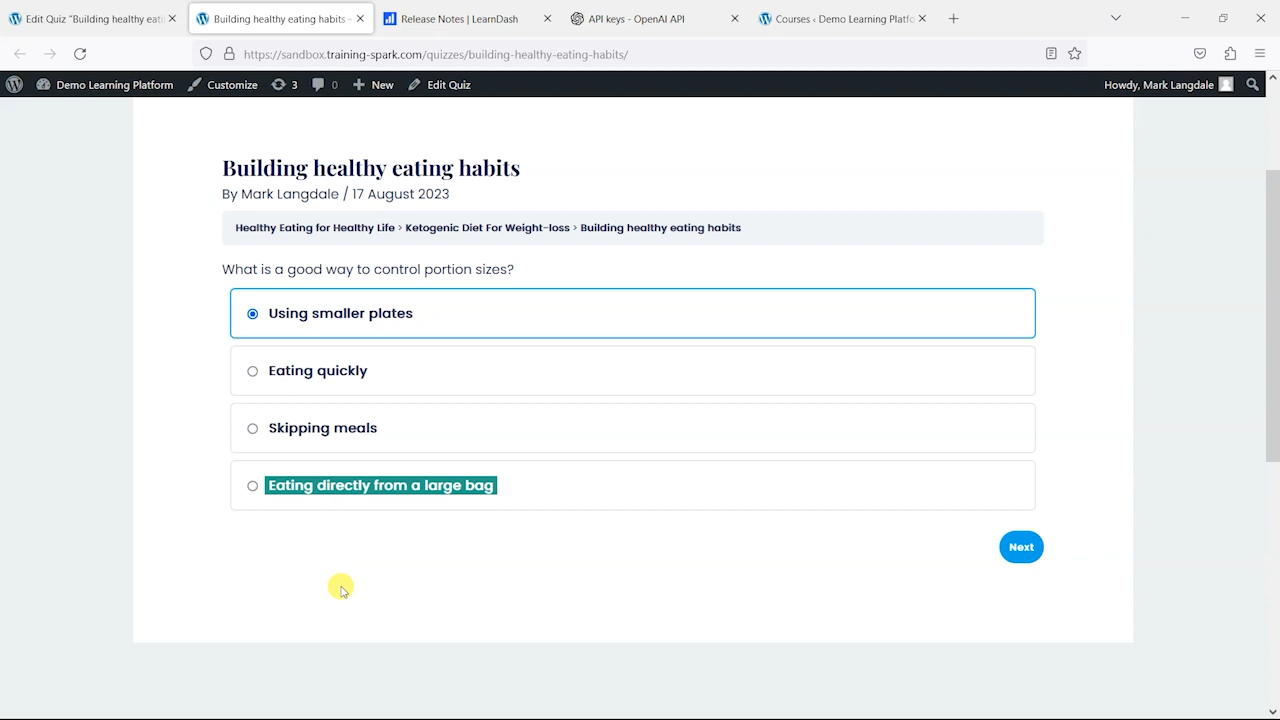 Edit Quiz "Building healthy eati
Building healthy eating habits -
Release Notes | LearnDash
API keys - OpenAI API
Courses ‹ Demo Learning Platfo
https://sandbox.training-spark.com/quizzes/building-healthy-eating-habits/
Demo Learning Platform
Customize
3
0
New
Edit Quiz
Howdy, Mark Langdale
Building healthy eating habits
By Mark Langdale / 17 August 2023
Healthy Eating for Healthy Life > Ketogenic Diet For Weight-loss > Building healthy eating habits
What is a good way to control portion sizes?
Using smaller plates
Eating quickly
Skipping meals
Eating directly from a large bag
Next